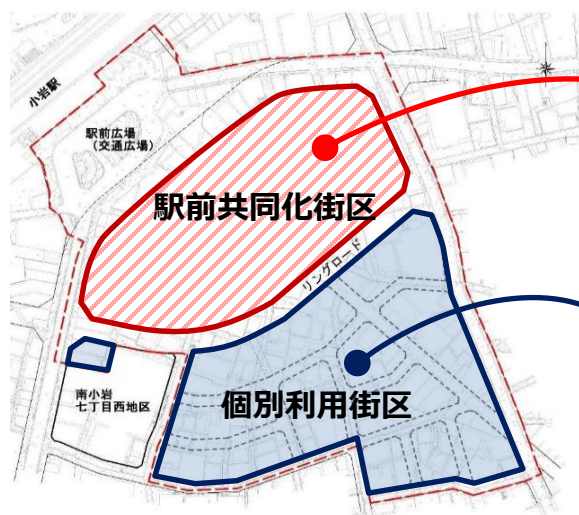 小岩駅
駅前広場
(交通広場)
駅前共同化街区
リングロード
南小岩
七丁目西地区
個別利用街区